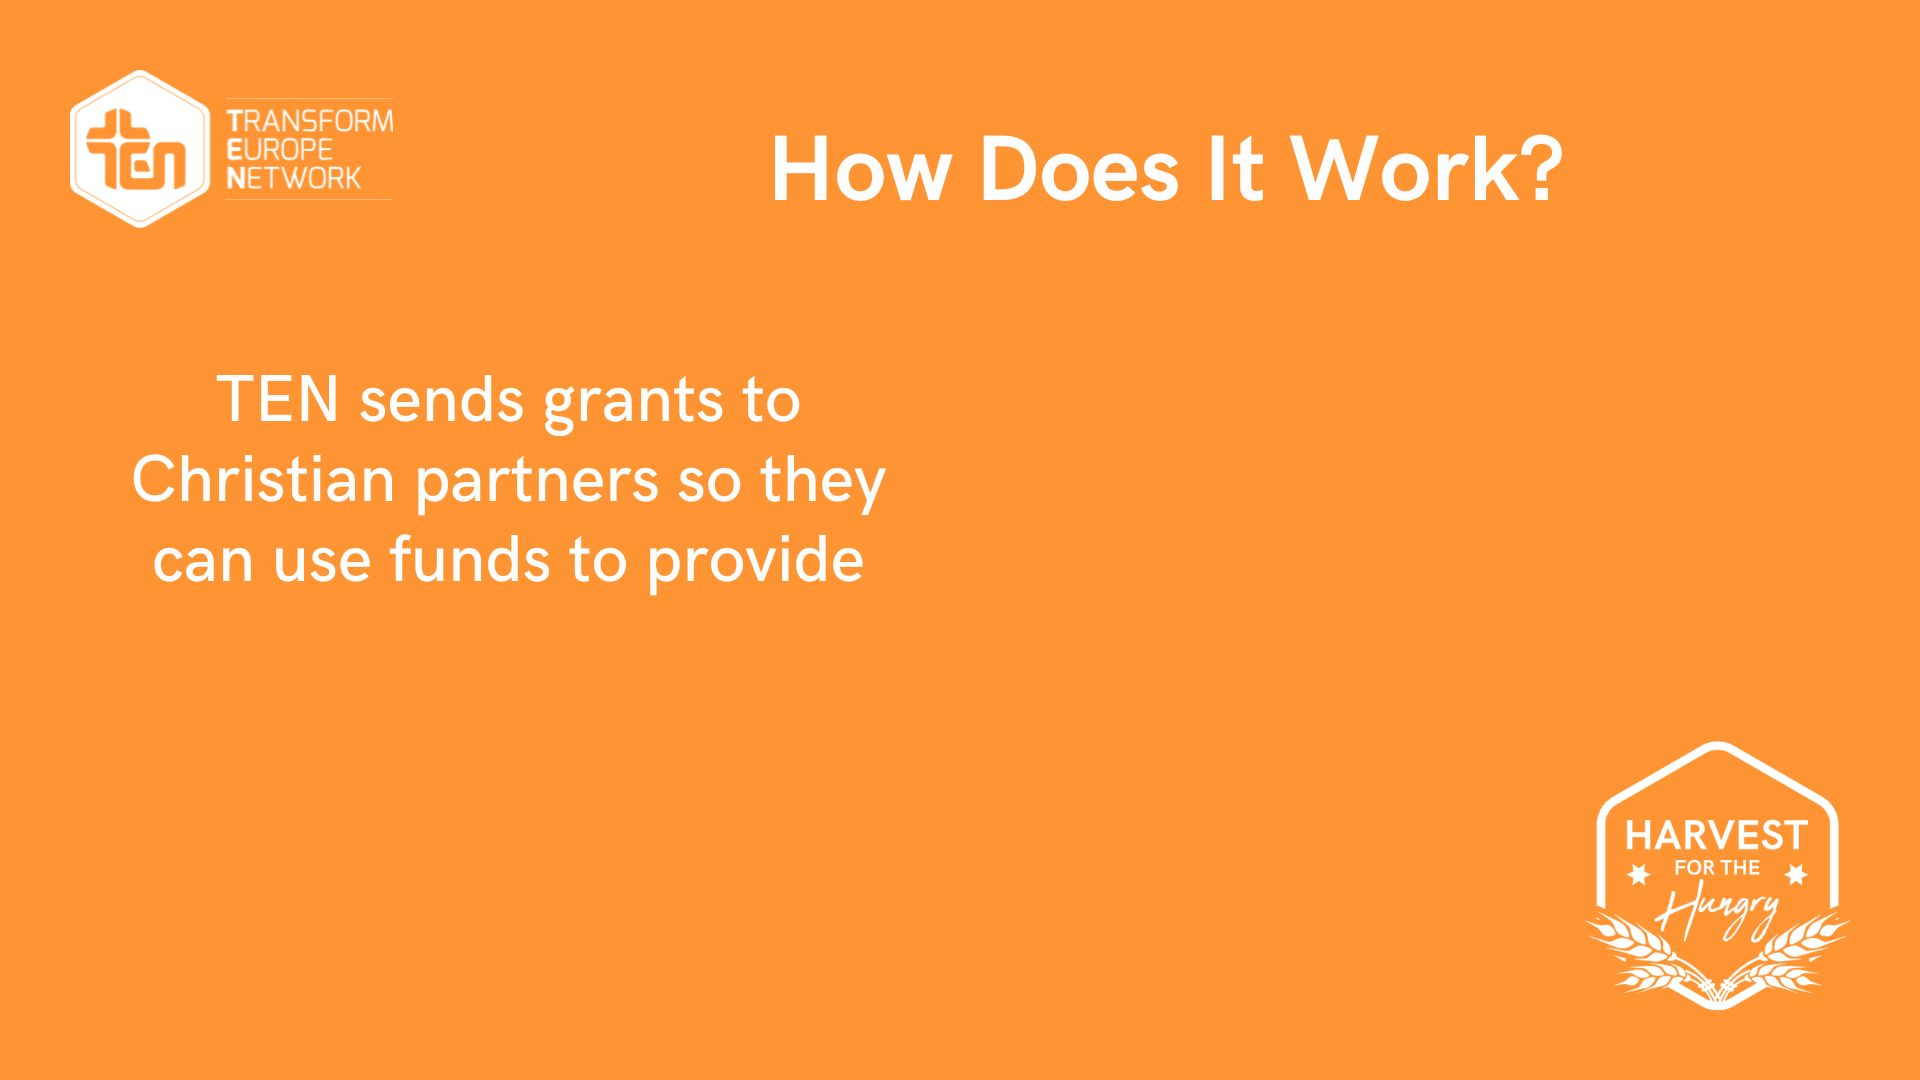 ten
TRANSFORM
EUROPE
NETWORK
How Does It Work?
TEN sends grants to
Christian partners so they
can use funds to provide
HARVEST
FOR THE
Hungry